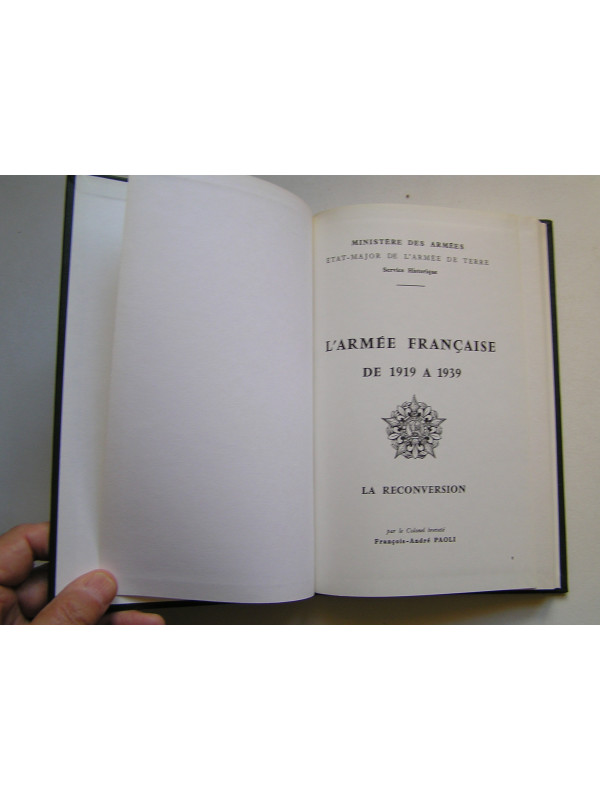 MINISTÈRE DES ARMÉES
ETAT-MAJOR DE L'ARMÉE DE TERRE
Service Historique
L'ARMÉE FRANÇAISE
DE 1919 A 1939
LA RECONVERSION
par le Colonel breveté
François-André PAOLI